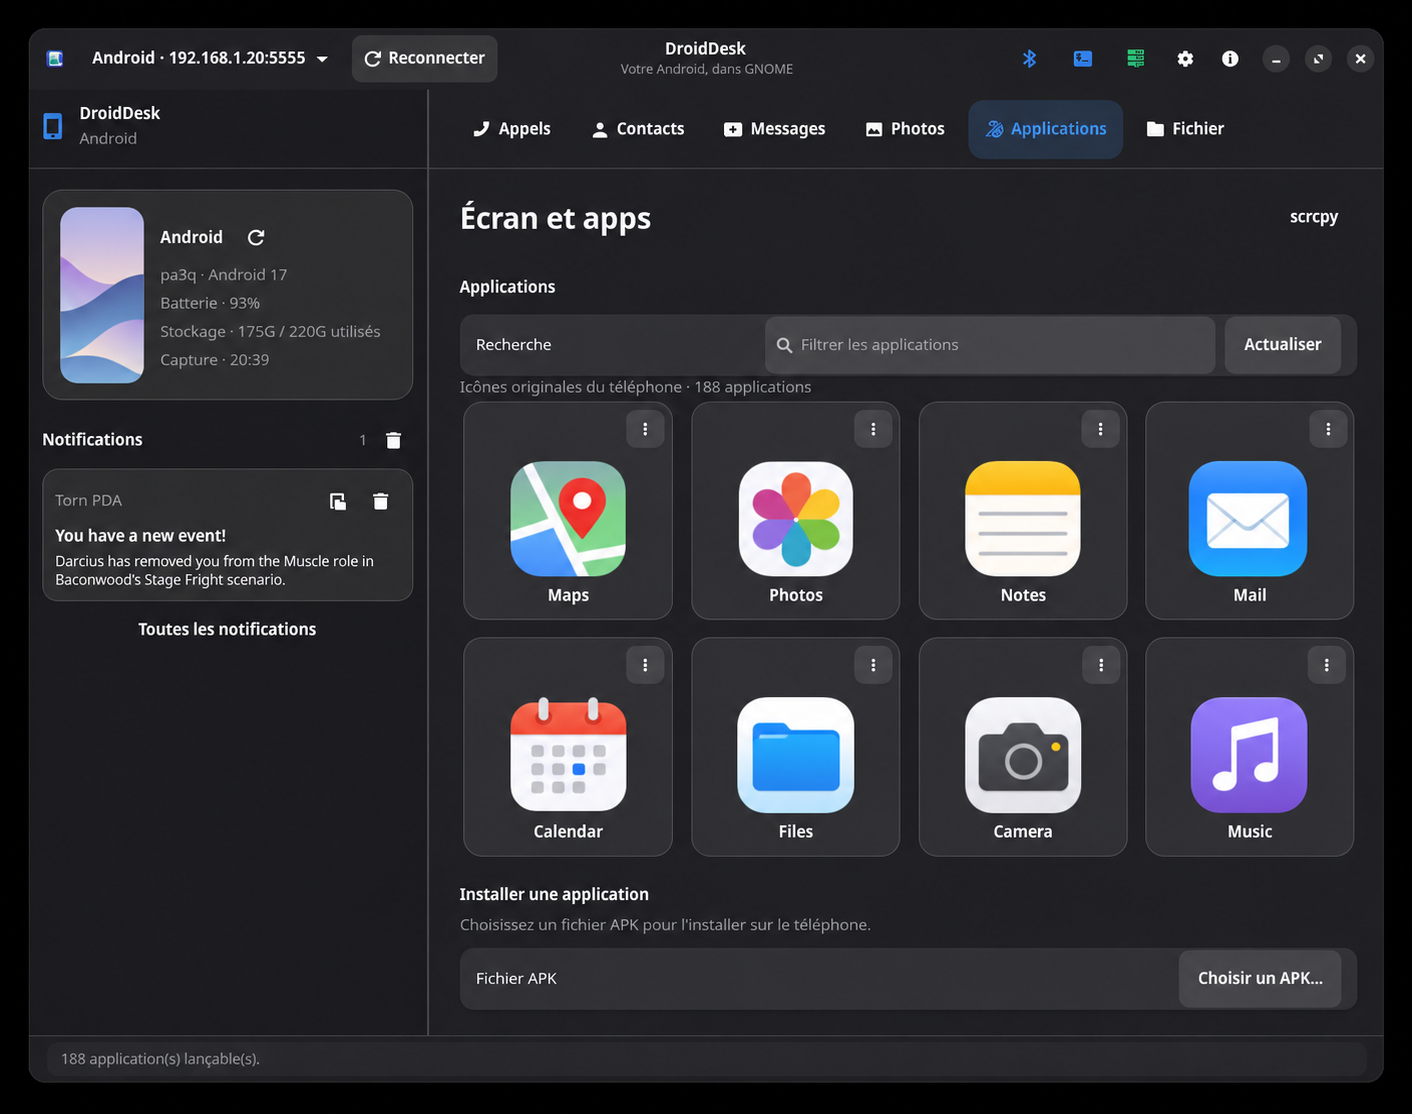 Android · 192.168.1.20:5555
Reconnecter
DroidDesk
Votre Android, dans GNOME
DroidDesk
Android
Appels
Contacts
Messages
Photos
Applications
Fichier
Android
pa3q · Android 17
Batterie · 93%
Stockage · 175G / 220G utilisés
Capture · 20:39
Notifications
1
Torn PDA
You have a new event!
Darcius has removed you from the Muscle role in
Baconwood's Stage Fright scenario.
Toutes les notifications
Écran et apps
scrcpy
Applications
Recherche
Filtrer les applications
Actualiser
Icônes originales du téléphone · 188 applications
Maps
Photos
Notes
Mail
Calendar
Files
Camera
Music
Installer une application
Choisissez un fichier APK pour l'installer sur le téléphone.
Fichier APK
Choisir un APK...
188 application(s) lançable(s).